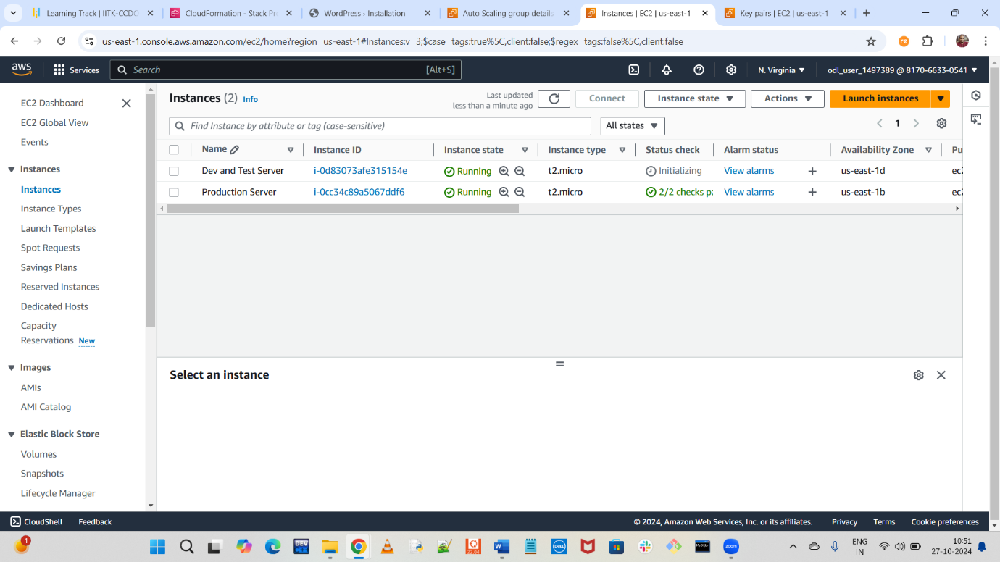 Learning Track | IITK-CCDO
CloudFormation - Stack Pr
WordPress › Installation
Auto Scaling group details
Instances | EC2 | us-east-1
Key pairs | EC2 | us-east-1
us-east-1.console.aws.amazon.com/ec2/home?region=us-east-1#Instances:v=3;$case=tags:true%5C,client:false;$regex=tags:false%5C,client:false
re
aws
Services
Search
[Alt+S]
N. Virginia
odl_user_1497389 @ 8170-6633-0541
EC2 Dashboard
EC2 Global View
Events
Instances
Instances
Instance Types
Launch Templates
Spot Requests
Savings Plans
Reserved Instances
Dedicated Hosts
Capacity
Reservations New
Images
AMIs
AMI Catalog
Elastic Block Store
Volumes
Snapshots
Lifecycle Manager
Instances (2) Info
Last updated
less than a minute ago
Connect
Instance state
Actions
Launch instances
Find Instance by attribute or tag (case-sensitive)
All states
1
Name Instance ID Instance state Instance type Status check Alarm status Availability Zone Pu
Dev and Test Server i-0d83073afe315154e Running t2.micro Initializing View alarms + us-east-1d ec2
Production Server i-0cc34c89a5067ddf6 Running t2.micro 2/2 checks pa View alarms + us-east-1b ec2
Select an instance
CloudShell
Feedback
© 2024, Amazon Web Services, Inc. or its affiliates.
Privacy
Terms
Cookie preferences
1
DEV
22.04
DELL
MySQL
zoom
ENG
IN
10:51
27-10-2024